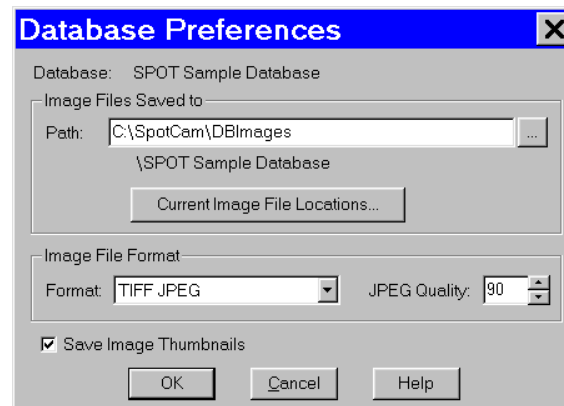 Database Preferences
Database: SPOT Sample Database
Image Files Saved to
Path: C:\SpotCam\DBImages ...
\SPOT Sample Database
Current Image File Locations...
Image File Format
Format: TIFF JPEG JPEG Quality: 90
Save Image Thumbnails
OK Cancel Help